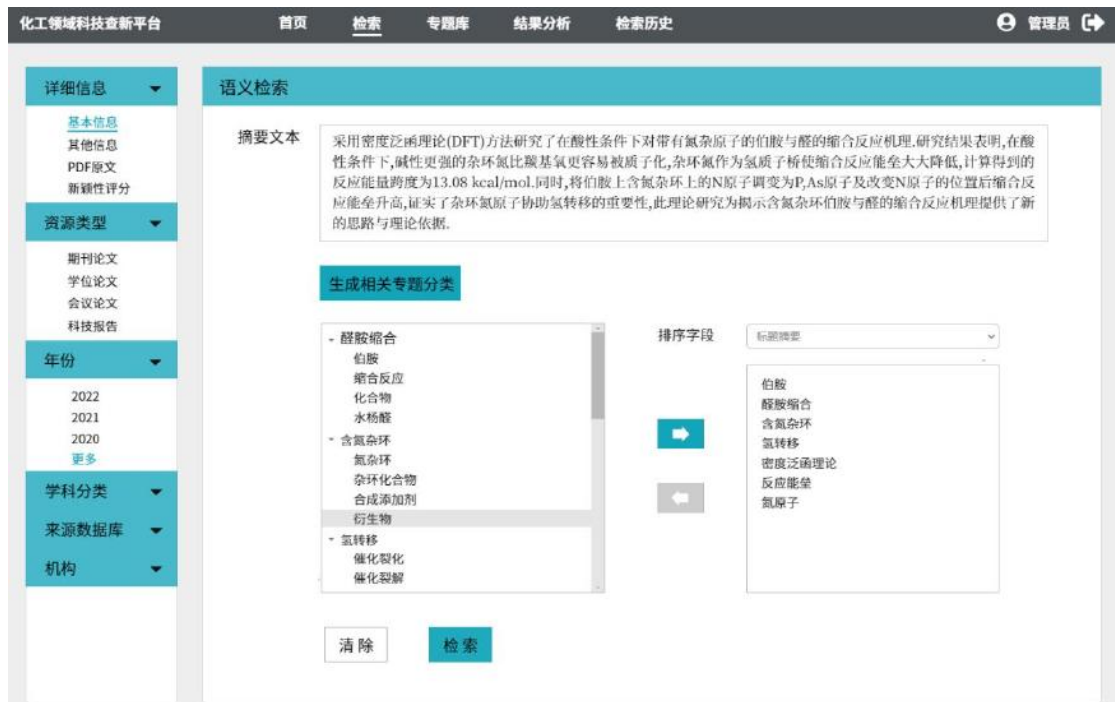 化工领域科技查新平台 首页 检索 专题库 结果分析 检索历史 管理员
详细信息
基本信息
其他信息
PDF原文
新颖性评分
资源类型
期刊论文
学位论文
会议论文
科技报告
年份
2022
2021
2020
更多
学科分类
来源数据库
机构
语义检索
摘要文本
采用密度泛函理论(DFT)方法研究了在酸性条件下对带有氮杂原子的伯胺与醛的缩合反应机理.研究结果表明,在酸
性条件下,碱性更强的杂环氮比羰基氧更容易被质子化,杂环氮作为氢质子桥使缩合反应能垒大大降低,计算得到的
反应能量跨度为13.08 kcal/mol.同时,将伯胺上含氮杂环上的N原子调变为P,As原子及改变N原子的位置后缩合反
应能垒升高,证实了杂环氮原子协助氢转移的重要性,此理论研究为揭示含氮杂环伯胺与醛的缩合反应机理提供了新
的思路与理论依据.
生成相关专题分类
醛胺缩合
伯胺
缩合反应
化合物
水杨醛
含氮杂环
氮杂环
杂环化合物
合成添加剂
衍生物
氢转移
催化裂化
催化裂解
排序字段
标题摘要
伯胺
醛胺缩合
含氮杂环
氢转移
密度泛函理论
反应能垒
氮原子
清除
检索